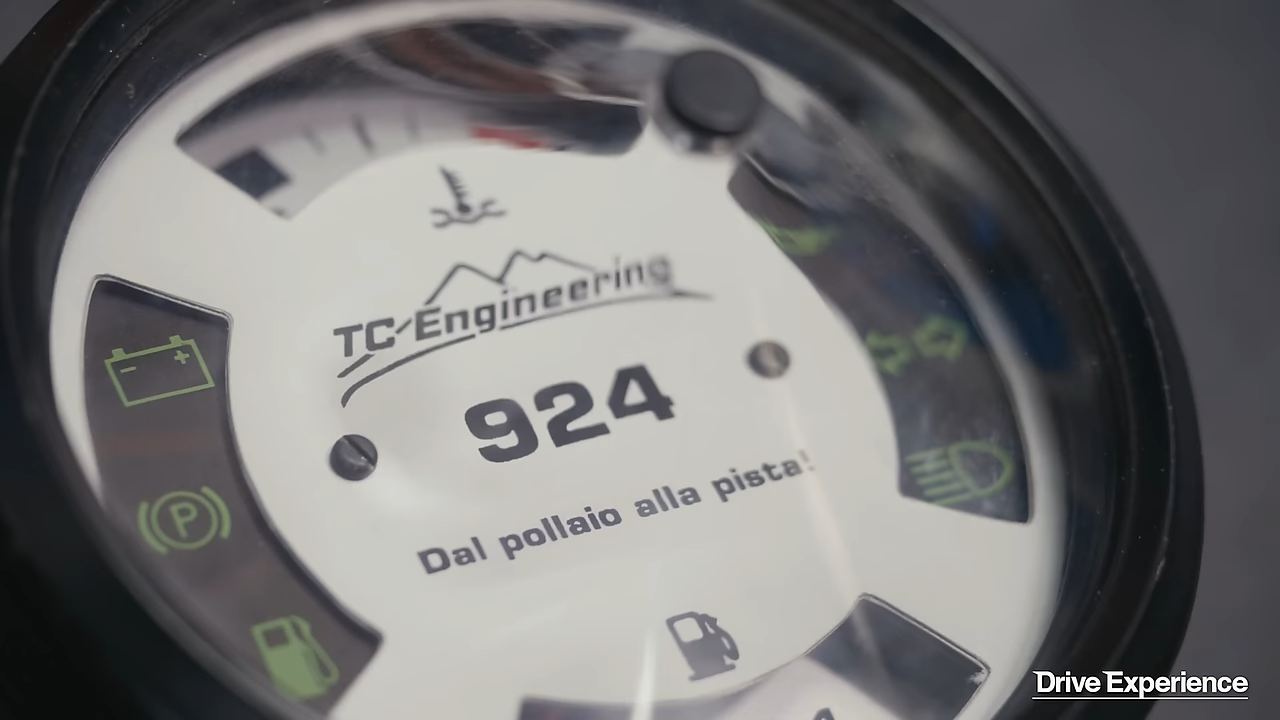 TC-Engineering
924
Dal pollaio alla pista!
P
Drive Experience